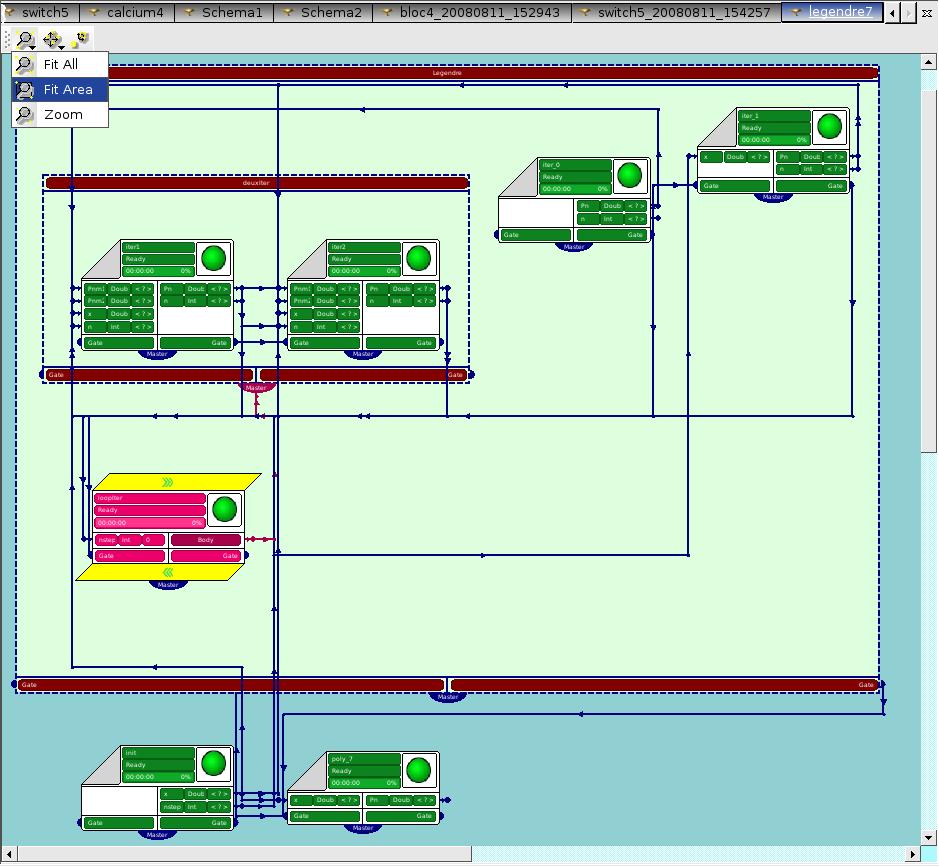 switch5 calcium4 Schema1 Schema2 bloc4_20080811_152943 switch5_20080811_154257 legendre7
Fit All
Fit Area
Zoom
Legendre
iter_1
Ready
00:00:00 0%
x Doub < ? > Pn Doub < ? >
n Int < ? >
Gate Gate
Master
iter_0
Ready
00:00:00 0%
Pn Doub < ? >
n Int < ? >
Gate Gate
Master
deuxIter
iter1
Ready
00:00:00 0%
Pnm1 Doub < ? > Pn Doub < ? >
Pnm2 Doub < ? > n Int < ? >
x Doub < ? >
n Int < ? >
Gate Gate
Master
iter2
Ready
00:00:00 0%
Pnm1 Doub < ? > Pn Doub < ? >
Pnm2 Doub < ? > n Int < ? >
x Doub < ? >
n Int < ? >
Gate Gate
Master
Gate Gate
Master
loopIter
Ready
00:00:00 0%
nstep Int 0 Body
Gate Gate
Master
Gate Gate
Master
init
Ready
00:00:00 0%
x Doub < ? >
nstep Int < ? >
Gate Gate
Master
poly_7
Ready
00:00:00 0%
x Doub < ? > Pn Doub < ? >
Gate Gate
Master